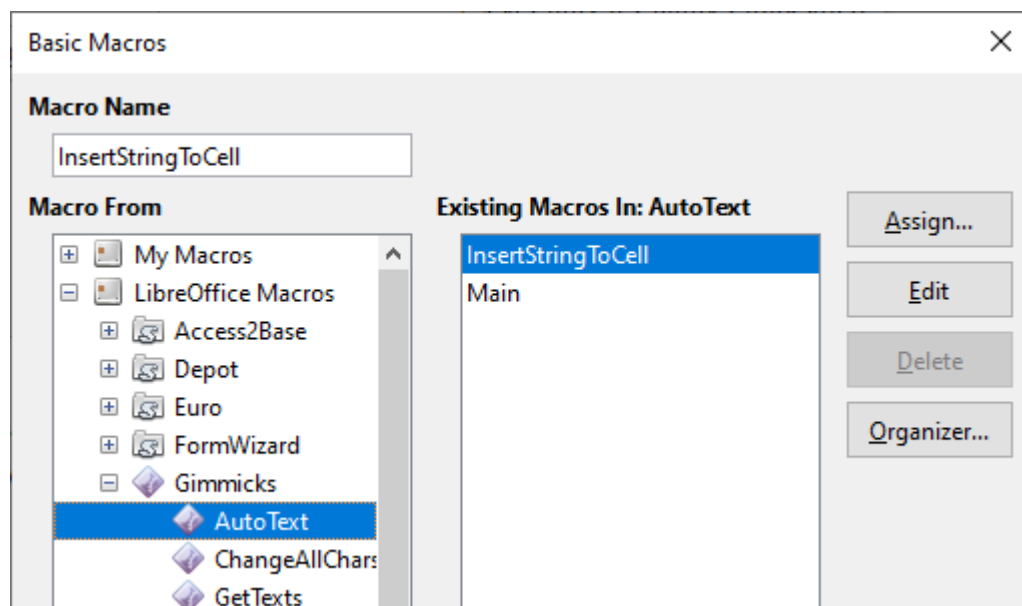 Basic Macros
Macro Name
InsertStringToCell
Macro From
My Macros
LibreOffice Macros
Access2Base
Depot
Euro
FormWizard
Gimmicks
AutoText
ChangeAllChars
GetTexts
Existing Macros In: AutoText
InsertStringToCell
Main
Assign...
Edit
Delete
Organizer...